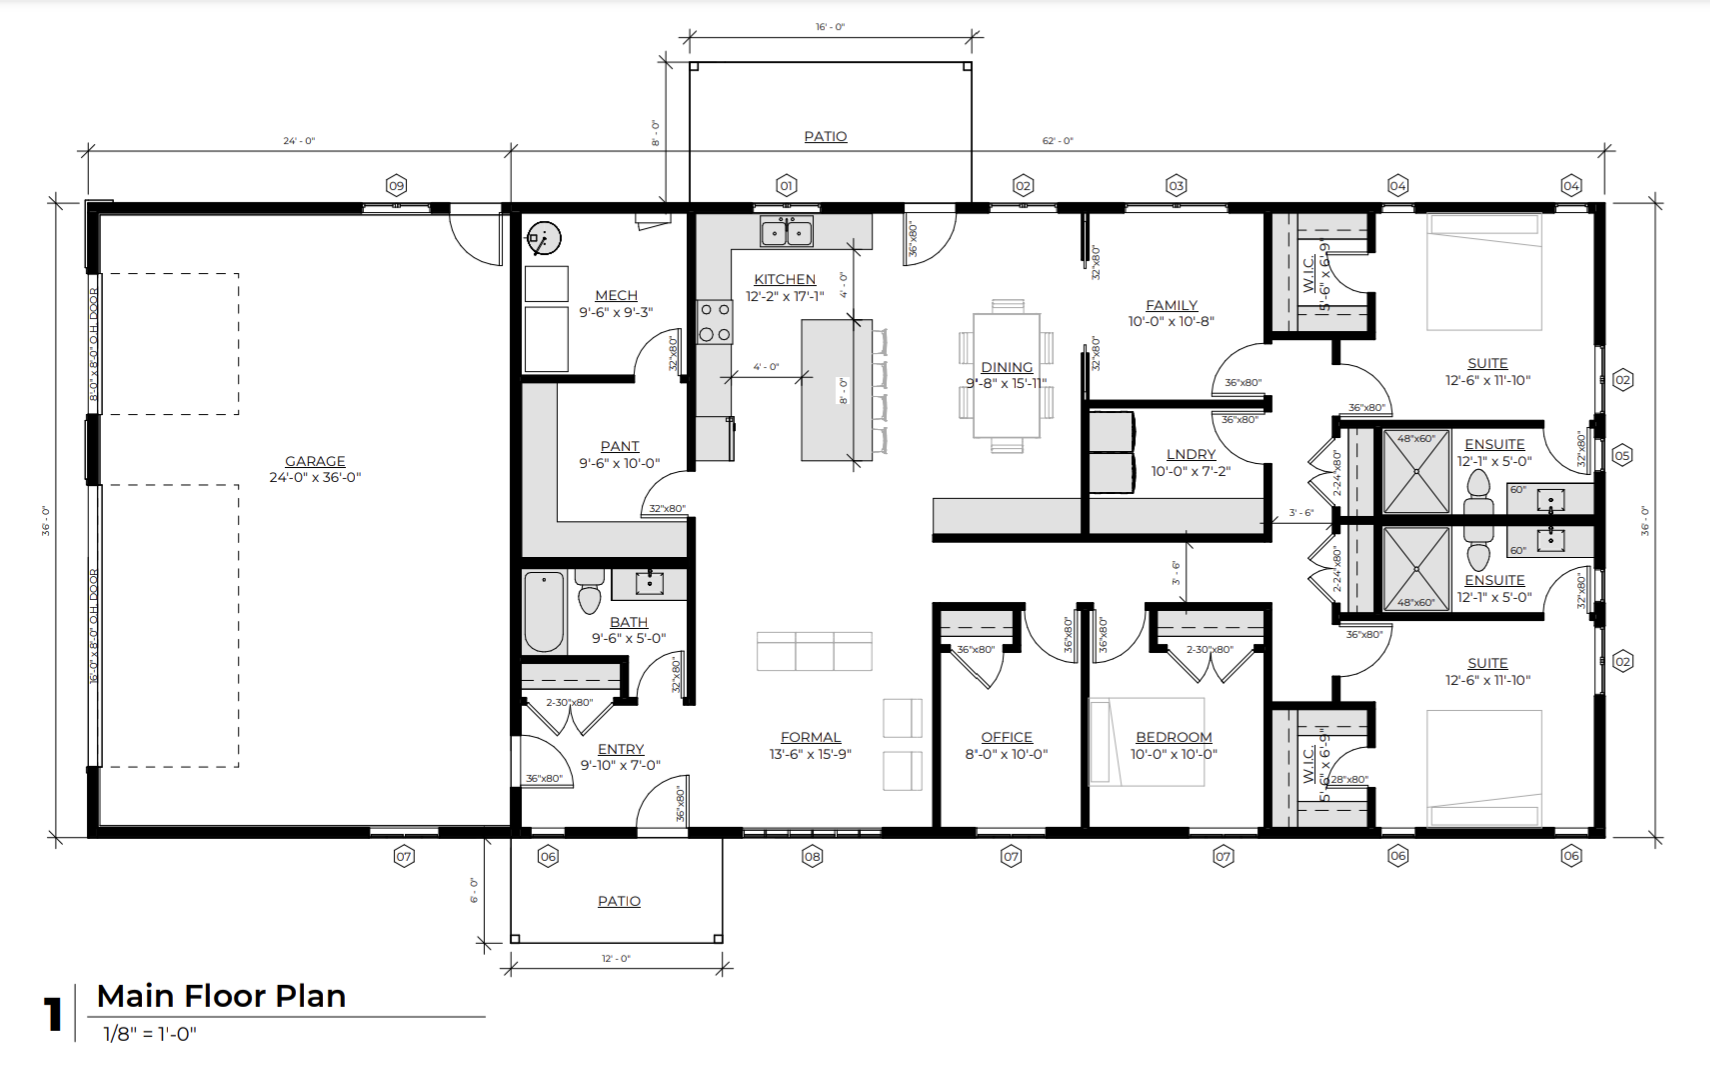 16' - 0"
8' - 0"
PATIO
24' - 0"
62' - 0"
09
01
02
03
04
04
36"x80"
32"x80"
W.I.C.
5'-6" x 6'-9"
8'-0" x 8'-0" O.H. DOOR
KITCHEN
12'-2" x 17'-1"
4' - 0"
MECH
9'-6" x 9'-3"
FAMILY
10'-0" x 10'-8"
32"x80"
32"x80"
4' - 0"
8' - 0"
DINING
9'-8" x 15'-11"
SUITE
12'-6" x 11'-10"
02
36"x80"
36"x80"
36"x80"
PANT
9'-6" x 10'-0"
GARAGE
24'-0" x 36'-0"
LNDRY
10'-0" x 7'-2"
2-24"x80"
48"x60"
ENSUITE
12'-1" x 5'-0"
32"x80"
05
60"
32"x80"
36' - 0"
3' - 6"
36' - 0"
60"
3' - 6"
2-24"x80"
16'-0" x 8'-0" O.H. DOOR
ENSUITE
12'-1" x 5'-0"
48"x60"
32"x80"
BATH
9'-6" x 5'-0"
32"x80"
36"x80"
36"x80"
36"x80"
2-30"x80"
36"x80"
SUITE
12'-6" x 11'-10"
02
2-30"x80"
ENTRY
9'-10" x 7'-0"
36"x80"
36"x80"
FORMAL
13'-6" x 15'-9"
OFFICE
8'-0" x 10'-0"
BEDROOM
10'-0" x 10'-0"
W.I.C.
5'-6" x 6'-9"
28"x80"
07
06
08
07
07
06
06
6' - 0"
PATIO
12' - 0"
1
Main Floor Plan
1/8" = 1'-0"